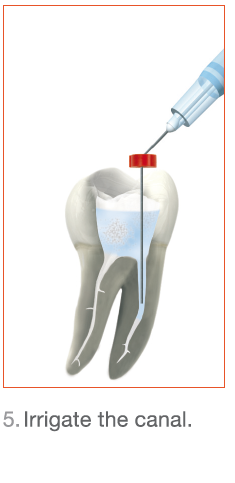 5. Irrigate the canal.